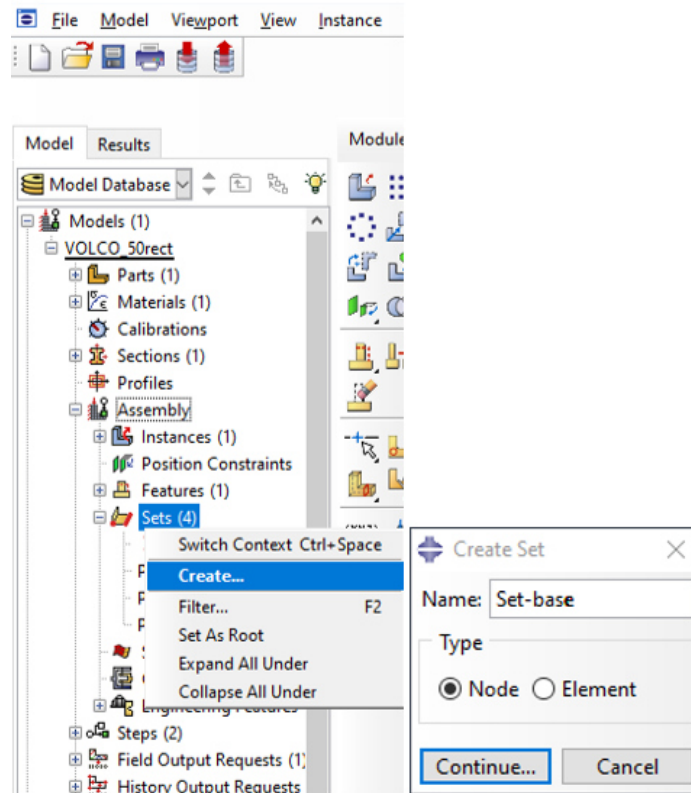 File Model Viewport View Instance
Model Results
Module
Model Database
Models (1)
VOLCO_50rect
Parts (1)
Materials (1)
Calibrations
Sections (1)
Profiles
Assembly
Instances (1)
Position Constraints
Features (1)
Sets (4)
Switch Context Ctrl+Space
Create...
Filter... F2
Set As Root
Expand All Under
Collapse All Under
Engineering Features
Steps (2)
Field Output Requests (1)
History Output Requests
Create Set
Name: Set-base
Type
Node Element
Continue... Cancel